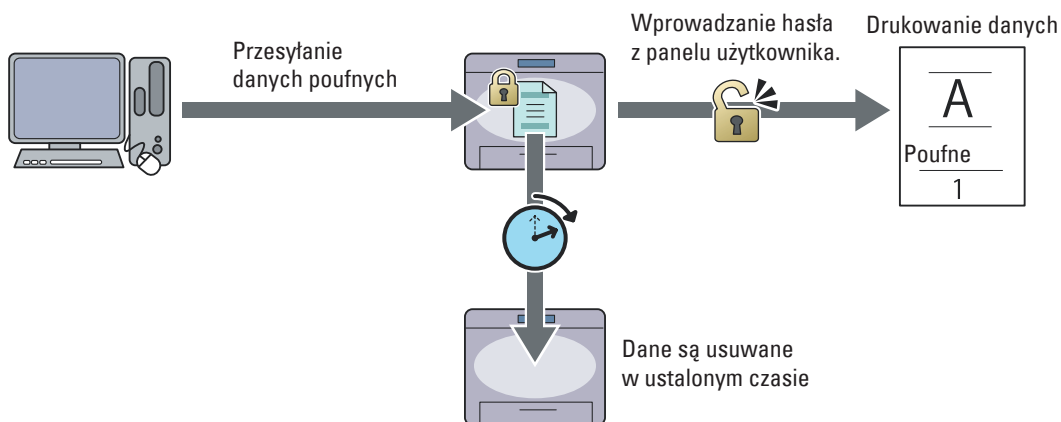 Przesyłanie
danych poufnych
Wprowadzanie hasła
z panelu użytkownika.
Drukowanie danych
A
Poufne
1
Dane są usuwane
w ustalonym czasie